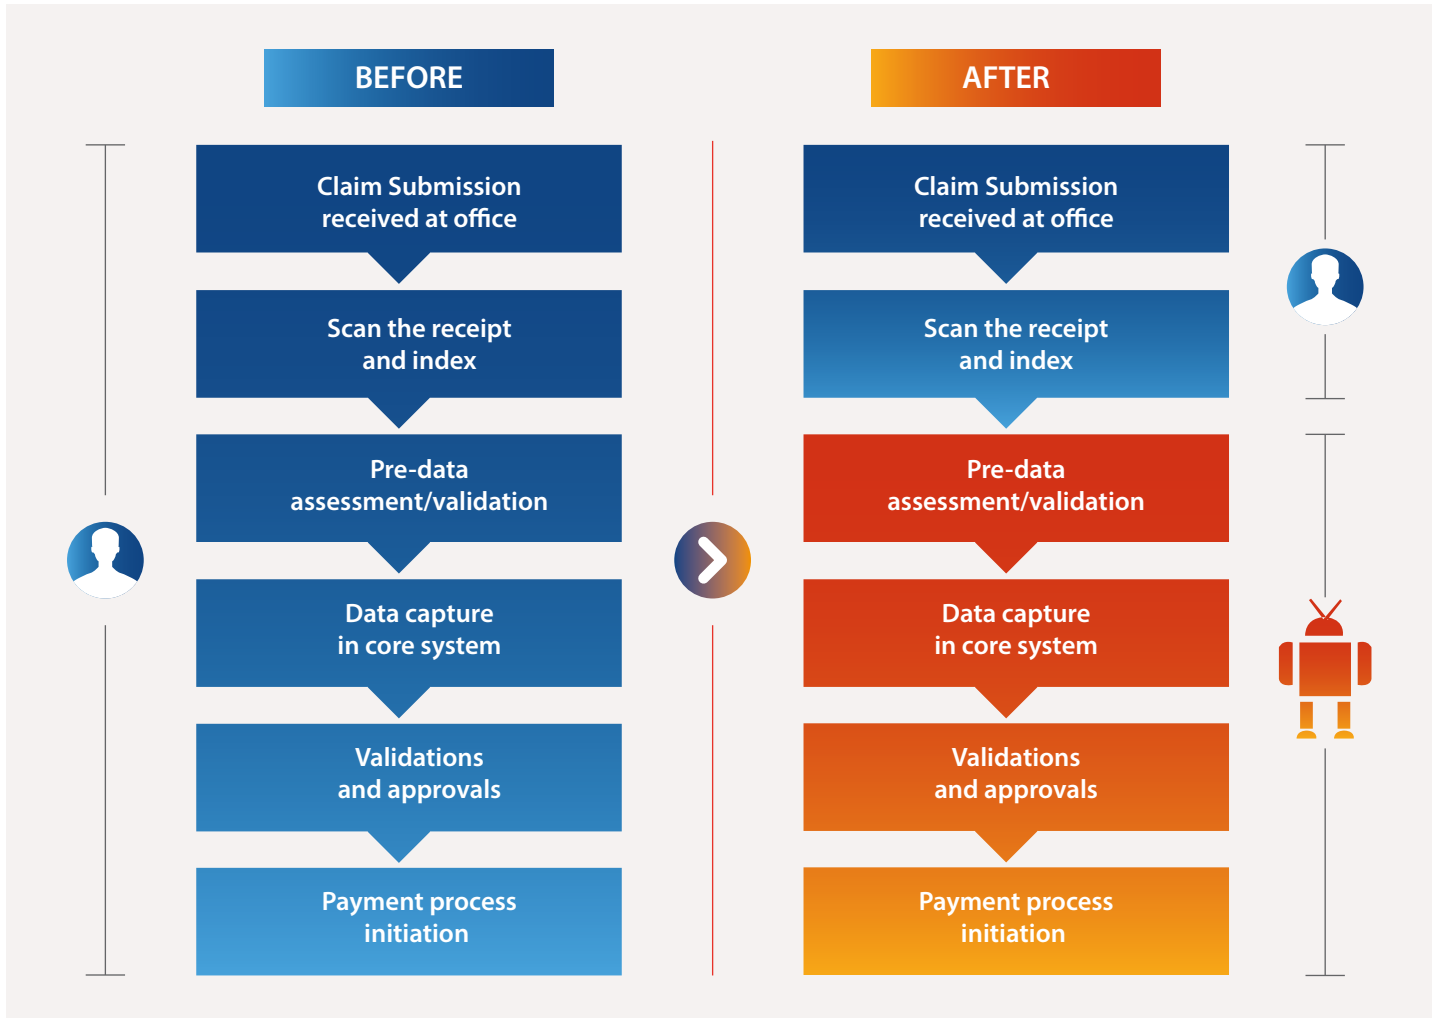 BEFORE
Claim Submission
received at office
Scan the receipt
and index
Pre-data
assessment/validation
Data capture
in core system
Validations
and approvals
Payment process
initiation
AFTER
Claim Submission
received at office
Scan the receipt
and index
Pre-data
assessment/validation
Data capture
in core system
Validations
and approvals
Payment process
initiation